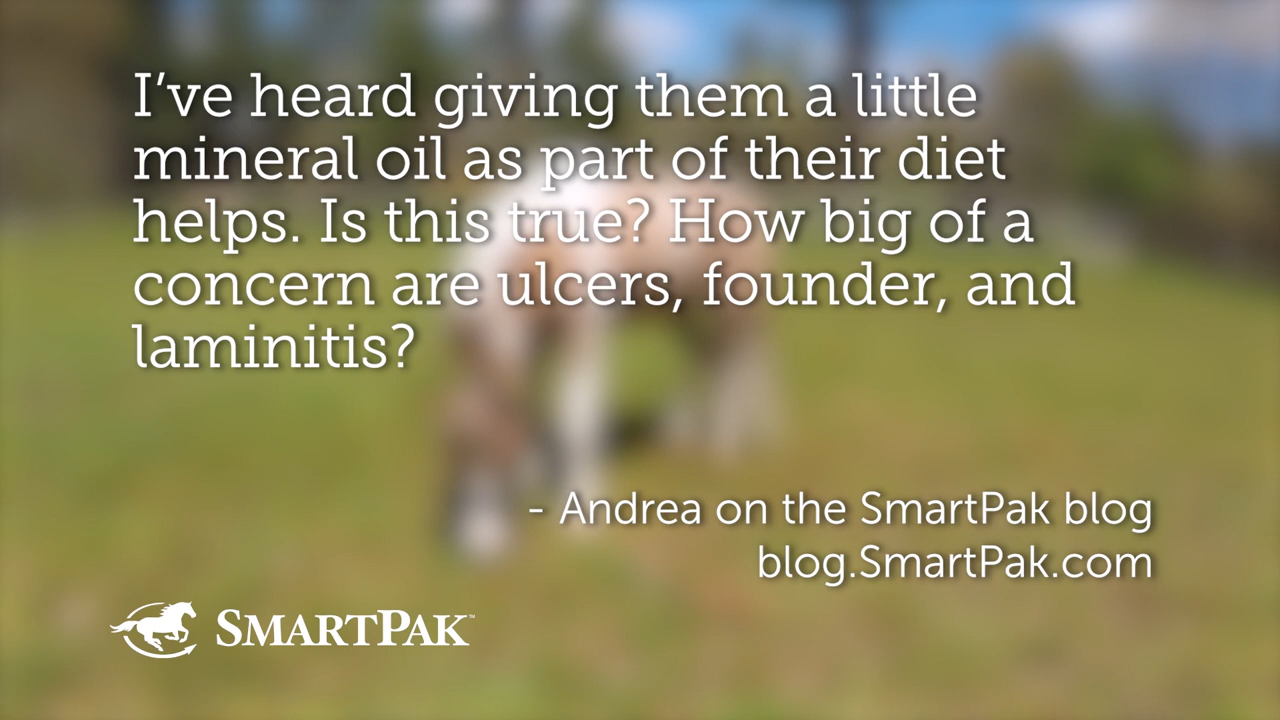 I’ve heard giving them a little
mineral oil as part of their diet
helps. Is this true? How big of a
concern are ulcers, founder, and
laminitis?
- Andrea on the SmartPak blog
blog.SmartPak.com
SMARTPAK™